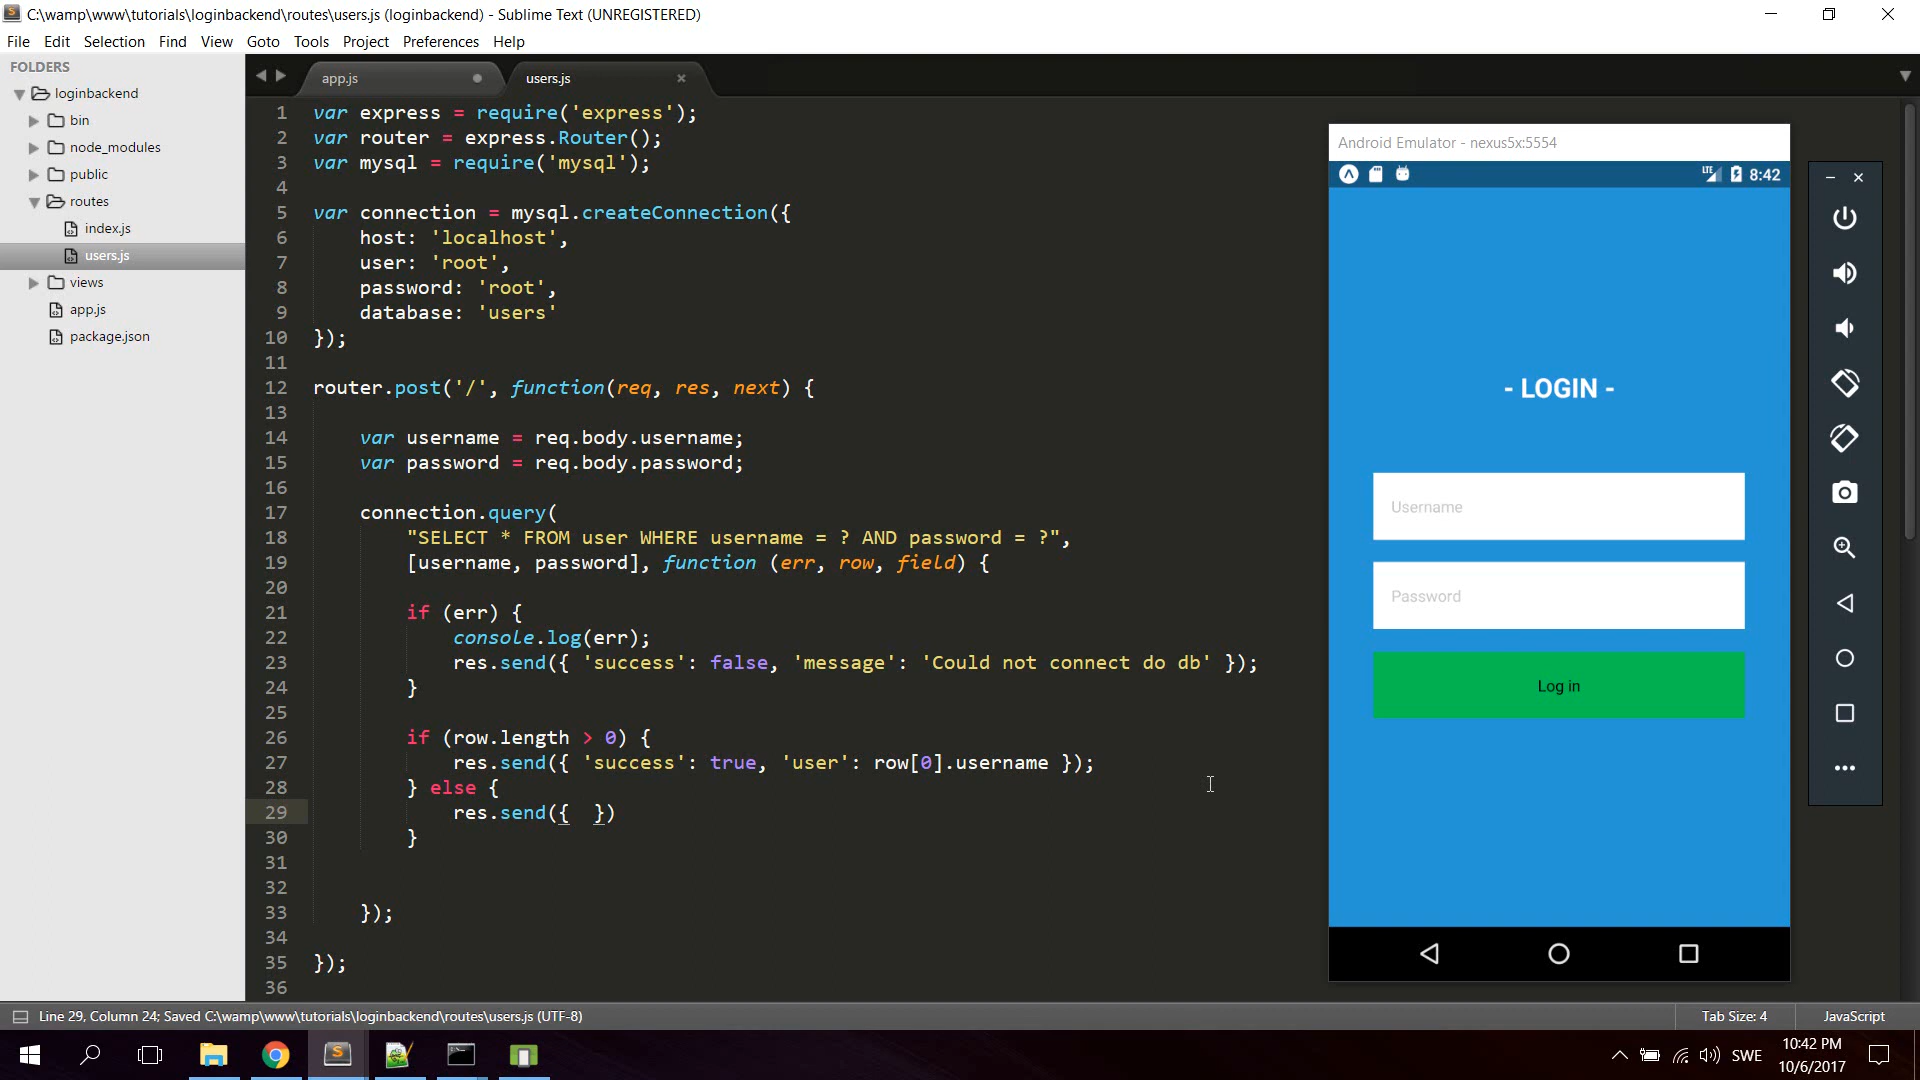 C:\wamp\www\tutorials\loginbackend\routes\users.js (loginbackend) - Sublime Text (UNREGISTERED)
File Edit Selection Find View Goto Tools Project Preferences Help
FOLDERS
loginbackend
bin
node_modules
public
routes
index.js
users.js
views
app.js
package.json
app.js users.js
1 var express = require('express');
2 var router = express.Router();
3 var mysql = require('mysql');
4
5 var connection = mysql.createConnection({
6 host: 'localhost',
7 user: 'root',
8 password: 'root',
9 database: 'users'
10 });
11
12 router.post('/', function(req, res, next) {
13
14 var username = req.body.username;
15 var password = req.body.password;
16
17 connection.query(
18 "SELECT * FROM user WHERE username = ? AND password = ?",
19 [username, password], function (err, row, field) {
20
21 if (err) {
22 console.log(err);
23 res.send({ 'success': false, 'message': 'Could not connect do db' });
24 }
25
26 if (row.length > 0) {
27 res.send({ 'success': true, 'user': row[0].username });
28 } else {
29 res.send({  })
30 }
31
32
33 });
34
35 });
36
Android Emulator - nexus5x:5554
LTE 8:42
- LOGIN -
Username
Password
Log in
Line 29, Column 24; Saved C:\wamp\www\tutorials\loginbackend\routes\users.js (UTF-8) Tab Size: 4 JavaScript
SWE
10:42 PM
10/6/2017